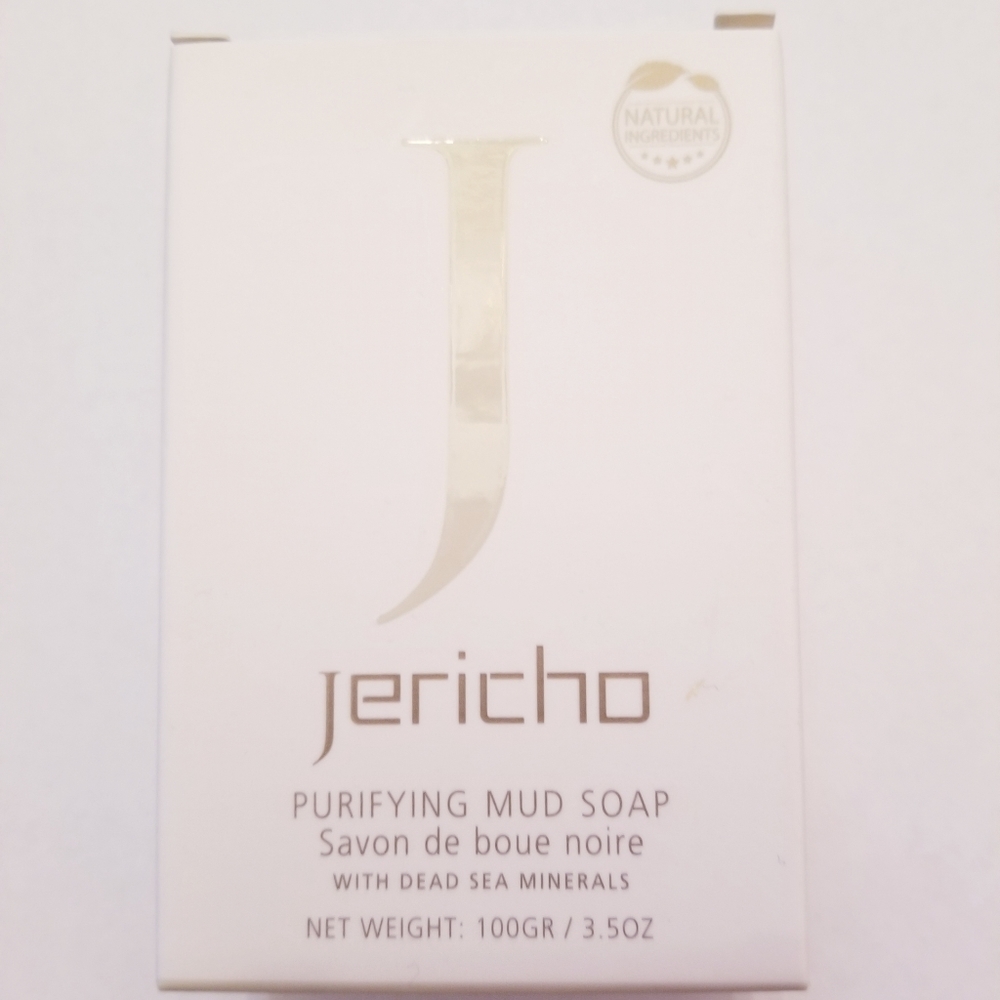 NATURAL
INGREDIENTS
J
Jericho
PURIFYING MUD SOAP
Savon de boue noire
WITH DEAD SEA MINERALS
NET WEIGHT: 100GR / 3.5OZ